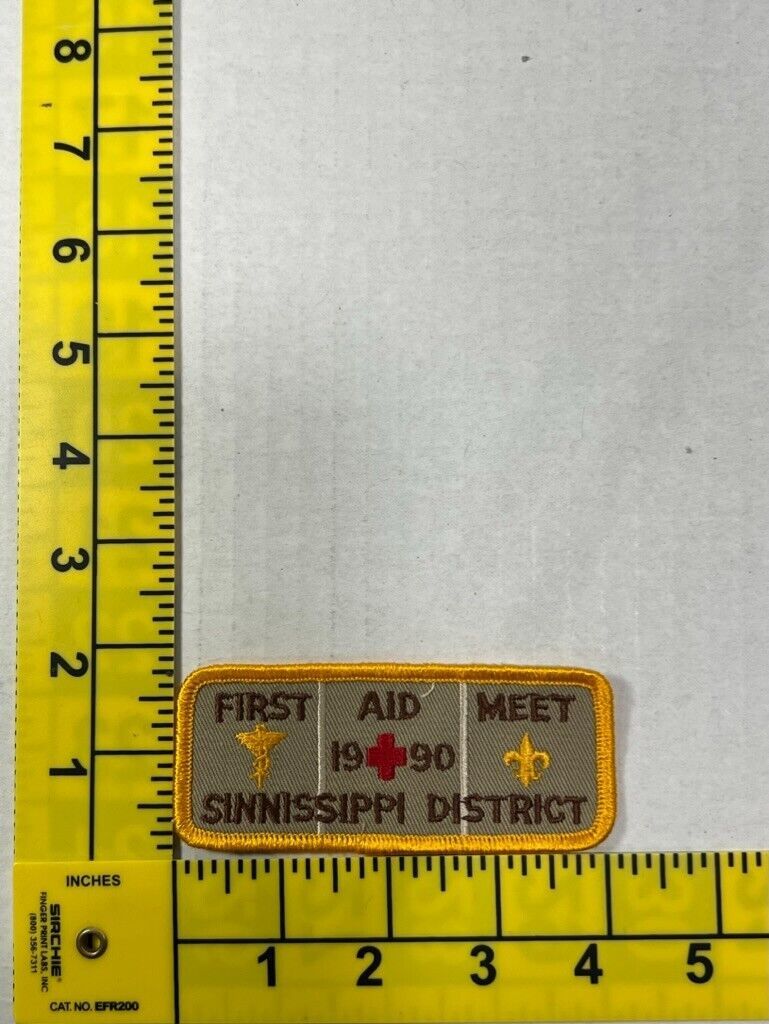 8
7
6
5
4
3
2
1
FIRST AID MEET
19 90
SINNISSIPPI DISTRICT
INCHES
SIRCHIE®
FINGER PRINT LABS, INC
(800) 356-7311
CAT. NO. EFR200
1 2 3 4 5